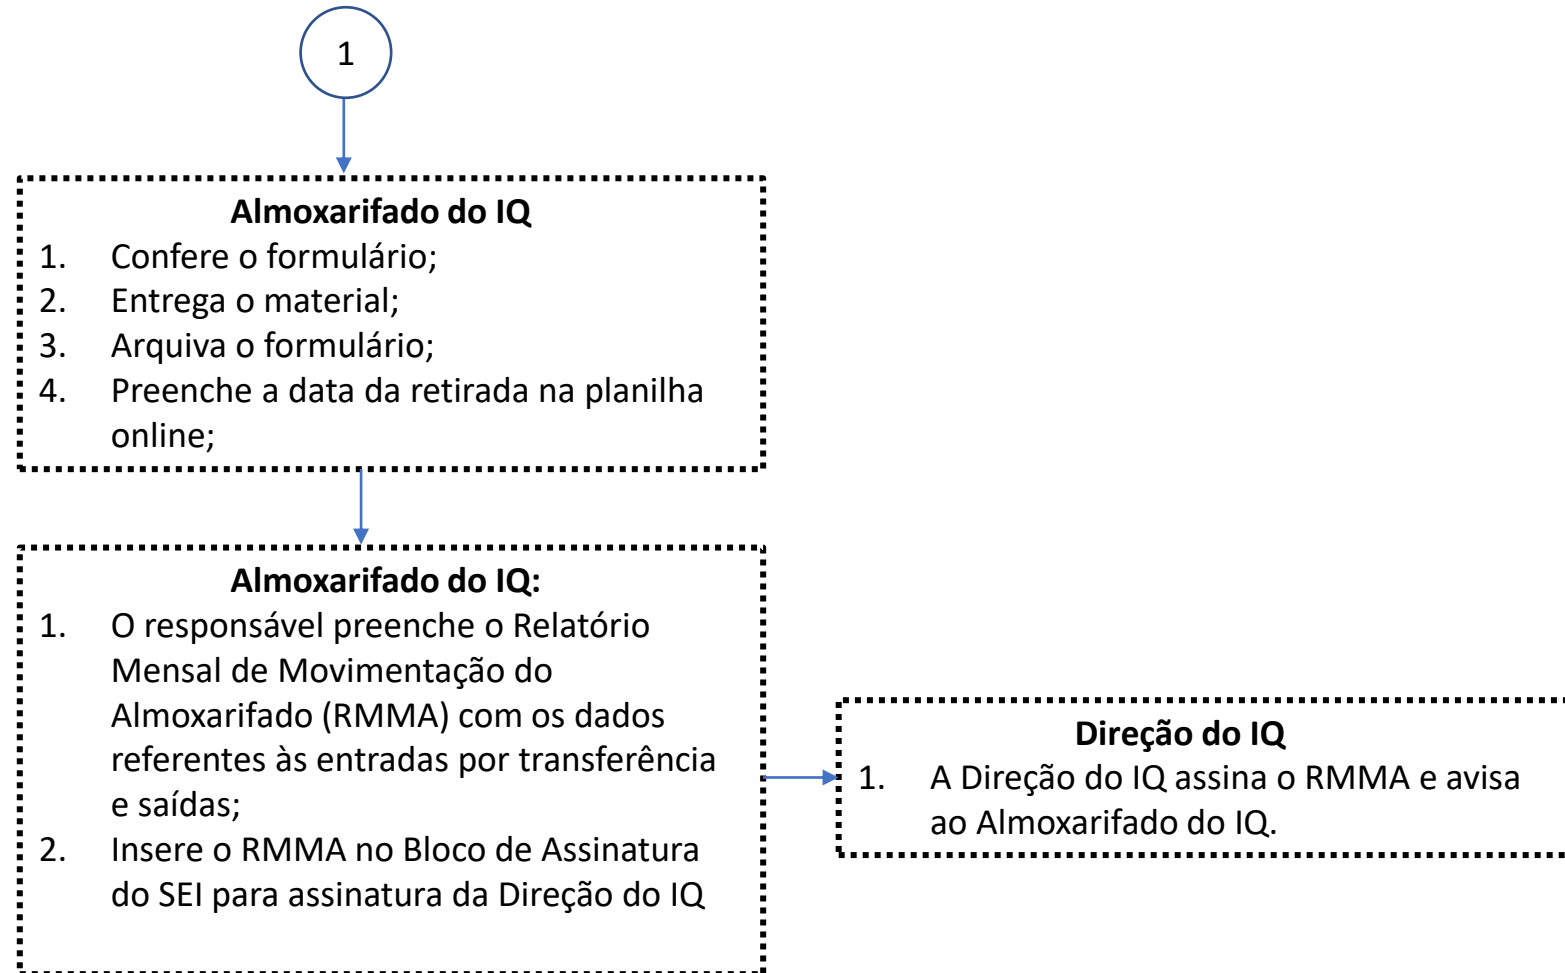 1
Almoxarifado do IQ
1. Confere o formulário;
2. Entrega o material;
3. Arquiva o formulário;
4. Preenche a data da retirada na planilha
online;
Almoxarifado do IQ:
1. O responsável preenche o Relatório
Mensal de Movimentação do
Almoxarifado (RMMA) com os dados
referentes às entradas por transferência
e saídas;
2. Insere o RMMA no Bloco de Assinatura
do SEI para assinatura da Direção do IQ
Direção do IQ
1. A Direção do IQ assina o RMMA e avisa
ao Almoxarifado do IQ.